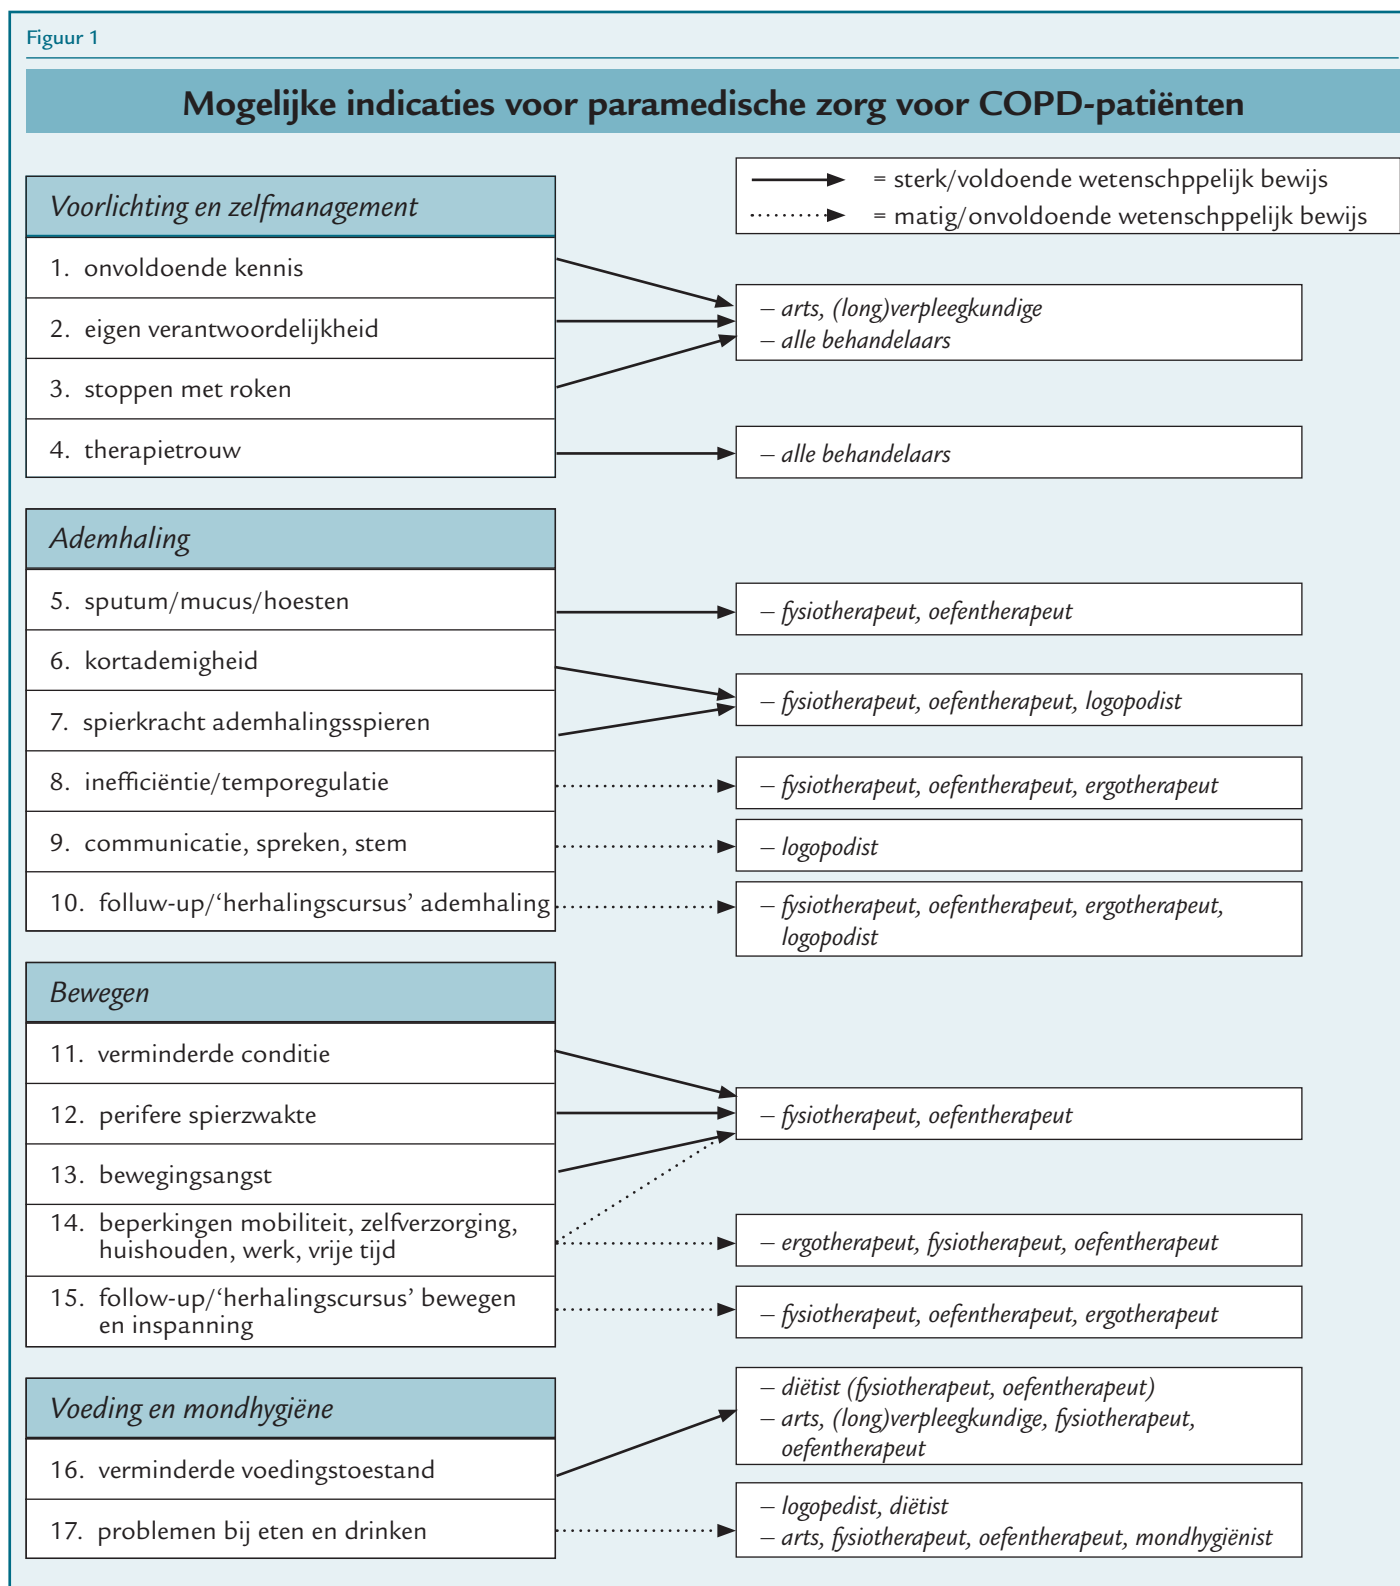 Figuur 1
Mogelijke indicaties voor paramedische zorg voor COPD-patiënten
= sterk/voldoende wetenschppelijk bewijs
= matig/onvoldoende wetenschppelijk bewijs
Voorlichting en zelfmanagement
1. onvoldoende kennis
2. eigen verantwoordelijkheid
3. stoppen met roken
4. therapietrouw
– arts, (long)verpleegkundige
– alle behandelaars
– alle behandelaars
Ademhaling
5. sputum/mucus/hoesten
6. kortademigheid
7. spierkracht ademhalingsspieren
8. inefficiëntie/temporegulatie
9. communicatie, spreken, stem
10. folluw-up/‘herhalingscursus’ ademhaling
– fysiotherapeut, oefentherapeut
– fysiotherapeut, oefentherapeut, logopodist
– fysiotherapeut, oefentherapeut, ergotherapeut
– logopodist
– fysiotherapeut, oefentherapeut, ergotherapeut,
logopodist
Bewegen
11. verminderde conditie
12. perifere spierzwakte
13. bewegingsangst
14. beperkingen mobiliteit, zelfverzorging,
huishouden, werk, vrije tijd
15. follow-up/‘herhalingscursus’ bewegen
en inspanning
– fysiotherapeut, oefentherapeut
– ergotherapeut, fysiotherapeut, oefentherapeut
– fysiotherapeut, oefentherapeut, ergotherapeut
Voeding en mondhygiëne
16. verminderde voedingstoestand
17. problemen bij eten en drinken
– diëtist (fysiotherapeut, oefentherapeut)
– arts, (long)verpleegkundige, fysiotherapeut,
oefentherapeut
– logopedist, diëtist
– arts, fysiotherapeut, oefentherapeut, mondhygiënist